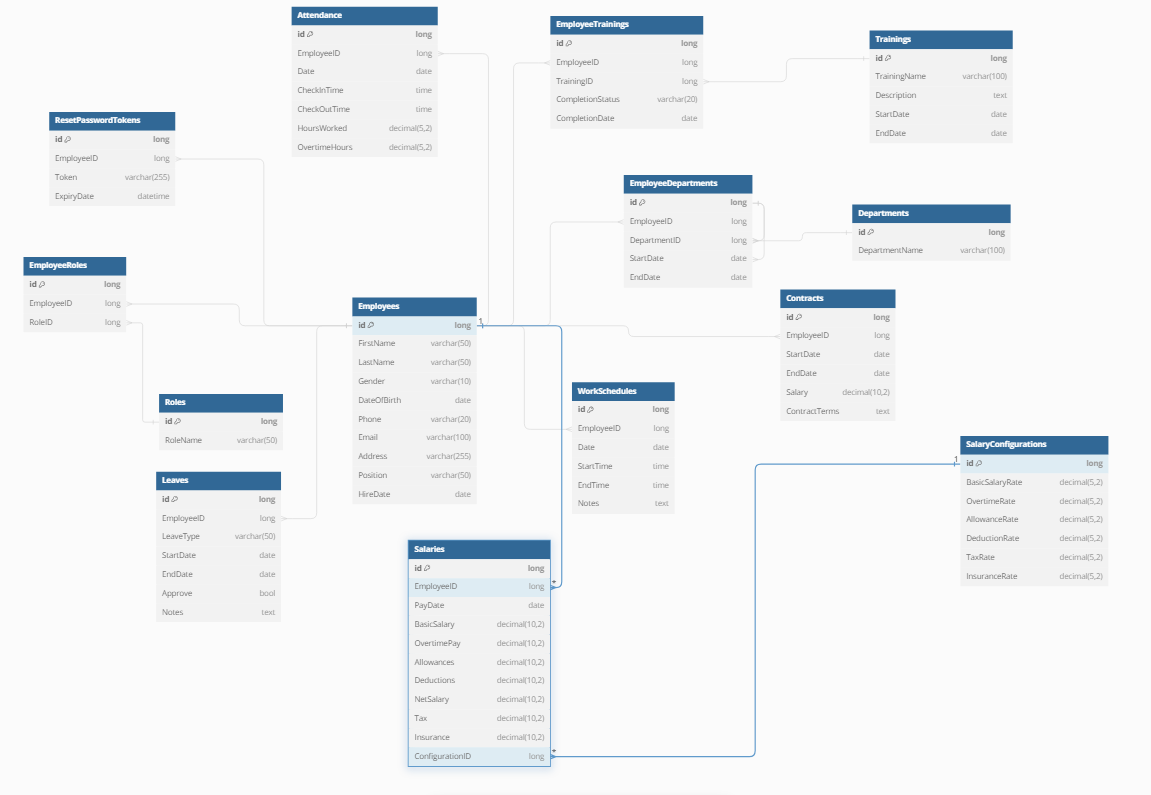 Attendance
id long
EmployeeID long
Date date
CheckInTime time
CheckOutTime time
HoursWorked decimal(5,2)
OvertimeHours decimal(5,2)
EmployeeTrainings
id long
EmployeeID long
TrainingID long
CompletionStatus varchar(20)
CompletionDate date
Trainings
id long
TrainingName varchar(100)
Description text
StartDate date
EndDate date
ResetPasswordTokens
id long
EmployeeID long
Token varchar(255)
ExpiryDate datetime
EmployeeDepartments
id long
EmployeeID long
DepartmentID long
StartDate date
EndDate date
Departments
id long
DepartmentName varchar(100)
EmployeeRoles
id long
EmployeeID long
RoleID long
Employees
id long 1
FirstName varchar(50)
LastName varchar(50)
Gender varchar(10)
DateOfBirth date
Phone varchar(20)
Email varchar(100)
Address varchar(255)
Position varchar(50)
HireDate date
Contracts
id long
EmployeeID long
StartDate date
EndDate date
Salary decimal(10,2)
ContractTerms text
Roles
id long
RoleName varchar(50)
WorkSchedules
id long
EmployeeID long
Date date
StartTime time
EndTime time
Notes text
SalaryConfigurations
1 id long
BasicSalaryRate decimal(5,2)
OvertimeRate decimal(5,2)
AllowanceRate decimal(5,2)
DeductionRate decimal(5,2)
TaxRate decimal(5,2)
InsuranceRate decimal(5,2)
Leaves
id long
EmployeeID long
LeaveType varchar(50)
StartDate date
EndDate date
Approve bool
Notes text
Salaries
id long
EmployeeID long *
PayDate date
BasicSalary decimal(10,2)
OvertimePay decimal(10,2)
Allowances decimal(10,2)
Deductions decimal(10,2)
NetSalary decimal(10,2)
Tax decimal(10,2)
Insurance decimal(10,2)
ConfigurationID long *